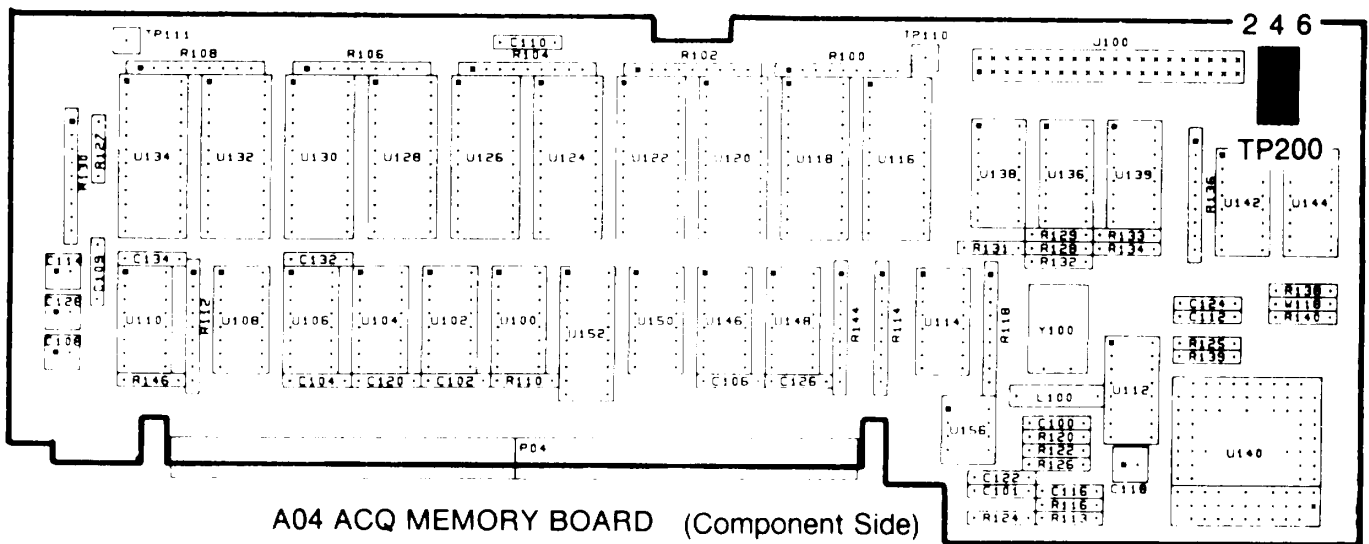 2 4 6
TP111 C110 TP110 J100
R108 R106 R104 R102 R100
R130 R127 U134 U132 U130 U128 U126 U124 U122 U120 U118 U116 U138 U136 U139 R136 TP200
U142 U144
R129 R133
R131 R128 R134
R132
C114 C109 C134 C132
C128 U110 R112 U108 U106 U104 U102 U100 U152 U150 U146 U148 R144 R114 U114 R118 Y100 C124 W118
C112 R140
C108 R125
R139
R146 C104 C120 C102 R110 C106 C126 U112
L100
U156 C100
R120
P04 R122 U140
R126
C122 C118
C101 C116
R116
R124 R113
A04 ACQ MEMORY BOARD (Component Side)